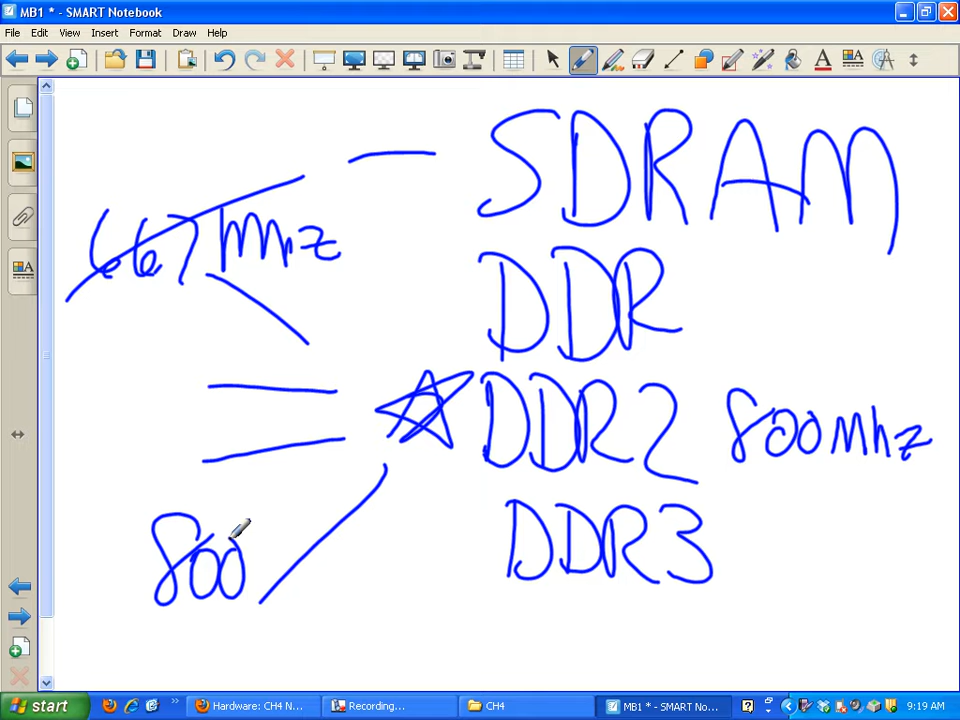 MB1 * - SMART Notebook
File Edit View Insert Format Draw Help
SDRAM
667 Mhz
DDR
DDR2 800Mhz
DDR3
800
start
Hardware: CH4 N...
Recording...
CH4
MB1 * - SMART No...
9:19 AM